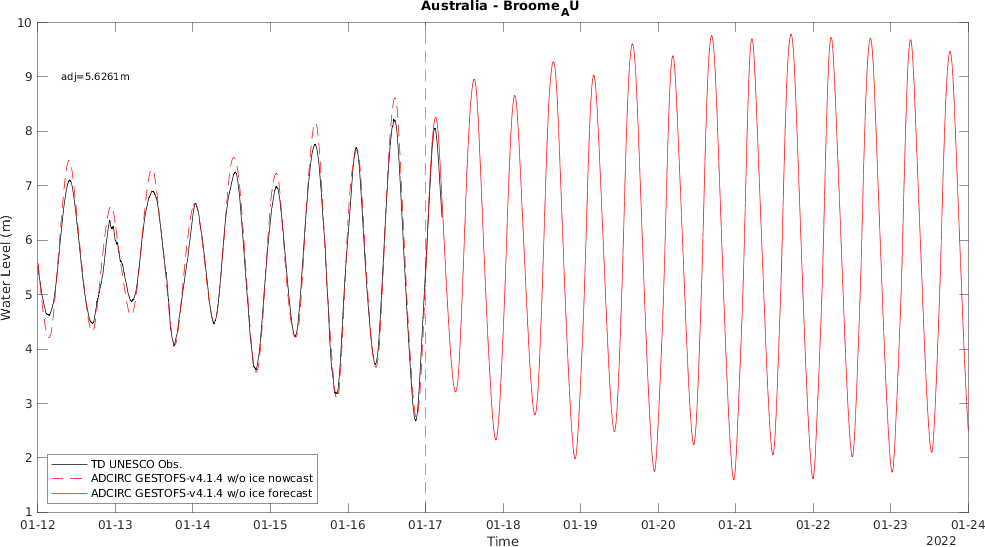 Australia - Broome_AU
10
9
8
7
6
5
4
3
2
1
Water Level (m)
adj=5.6261m
TD UNESCO Obs.
ADCIRC GESTOFS-v4.1.4 w/o ice nowcast
ADCIRC GESTOFS-v4.1.4 w/o ice forecast
01-12 01-13 01-14 01-15 01-16 01-17 01-18 01-19 01-20 01-21 01-22 01-23 01-24
Time
2022